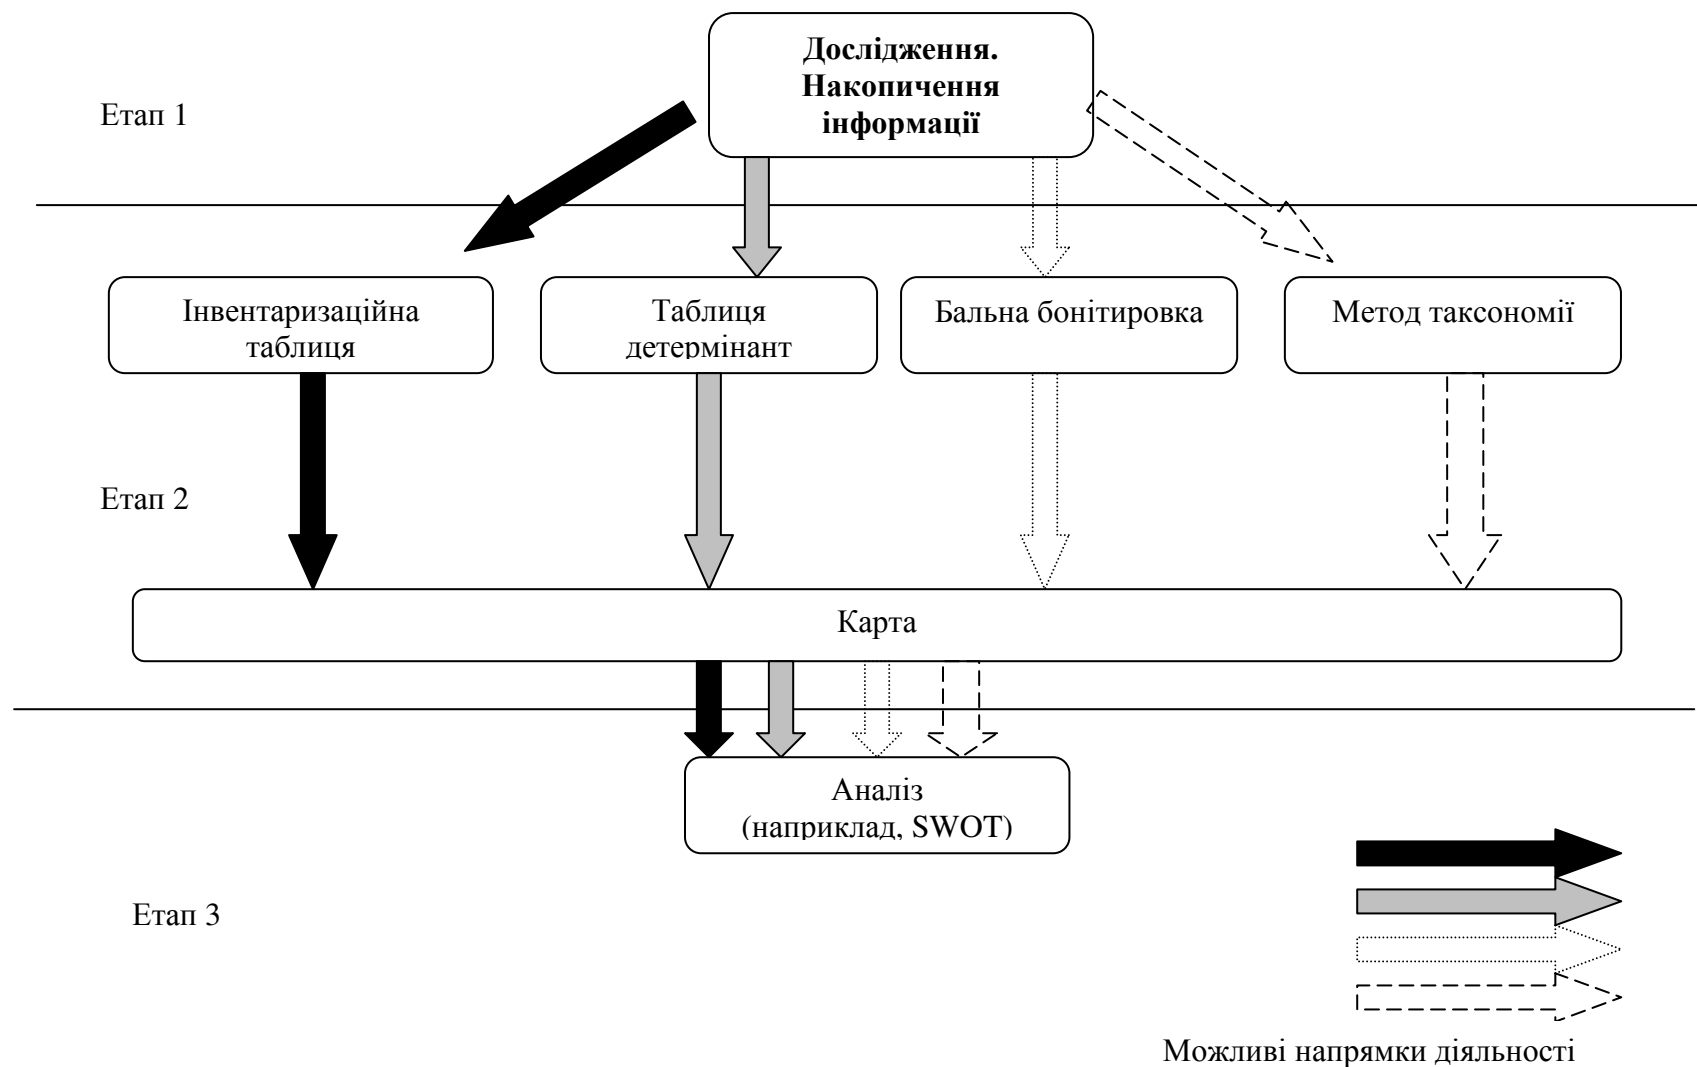 Дослідження.
Накопичення
інформації
Етап 1
Інвентаризаційна
таблиця
Таблиця
детермінант
Бальна бонітировка
Метод таксономії
Етап 2
Карта
Аналіз
(наприклад, SWOT)
Етап 3
Можливі напрямки діяльності